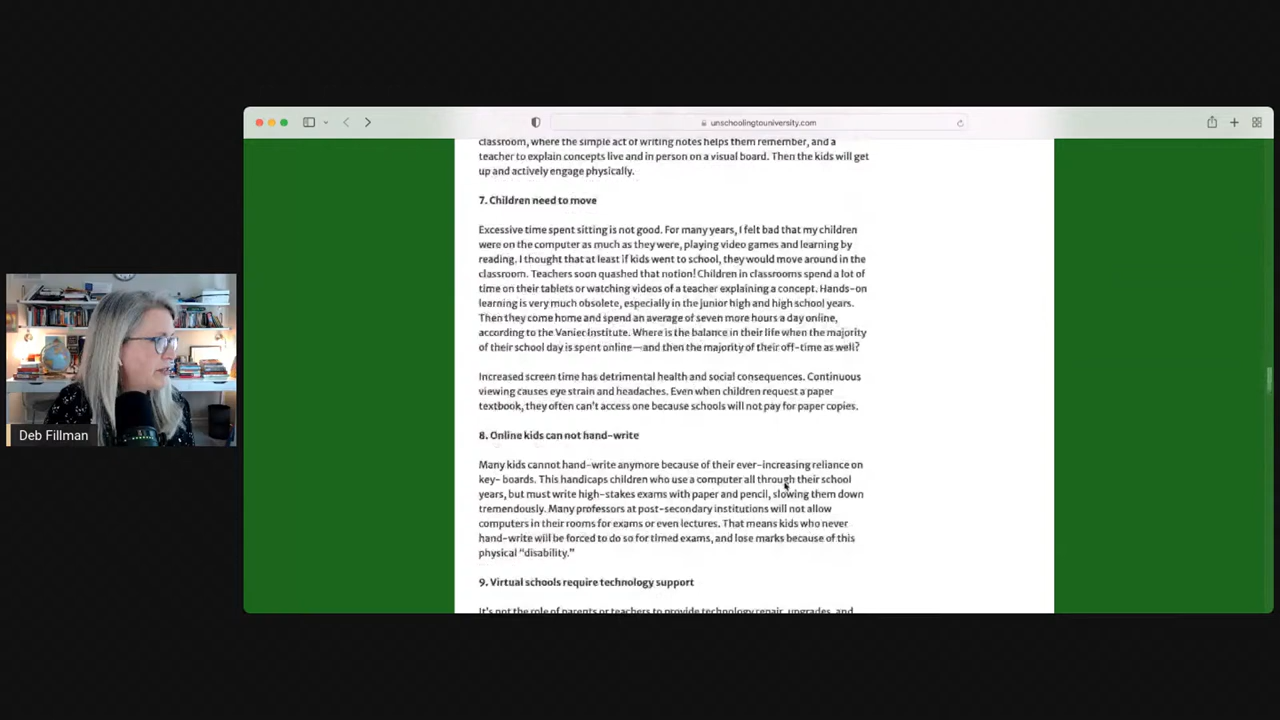 unschoolingtouniversity.com
classroom, where the simple act of writing notes helps them remember, and a
teacher to explain concepts live and in person on a visual board. Then the kids will get
up and actively engage physically.
7. Children need to move
Excessive time spent sitting is not good. For many years, I felt bad that my children
were on the computer as much as they were, playing video games and learning by
reading. I thought that at least if kids went to school, they would move around in the
classroom. Teachers soon quashed that notion! Children in classrooms spend a lot of
time on their tablets or watching videos of a teacher explaining a concept. Hands-on
learning is very much obsolete, especially in the junior high and high school years.
Then they come home and spend an average of seven more hours a day online,
according to the Vanier Institute. Where is the balance in their life when the majority
of their school day is spent online—and then the majority of their off-time as well?
Increased screen time has detrimental health and social consequences. Continuous
viewing causes eye strain and headaches. Even when children request a paper
textbook, they often can't access one because schools will not pay for paper copies.
8. Online kids can not hand-write
Many kids cannot hand-write anymore because of their ever-increasing reliance on
key- boards. This handicaps children who use a computer all through their school
years, but must write high-stakes exams with paper and pencil, slowing them down
tremendously. Many professors at post-secondary institutions will not allow
computers in their rooms for exams or even lectures. That means kids who never
hand-write will be forced to do so for timed exams, and lose marks because of this
physical “disability.”
9. Virtual schools require technology support
It's not the role of parents or teachers to provide technology repair, upgrades, and
Deb Fillman